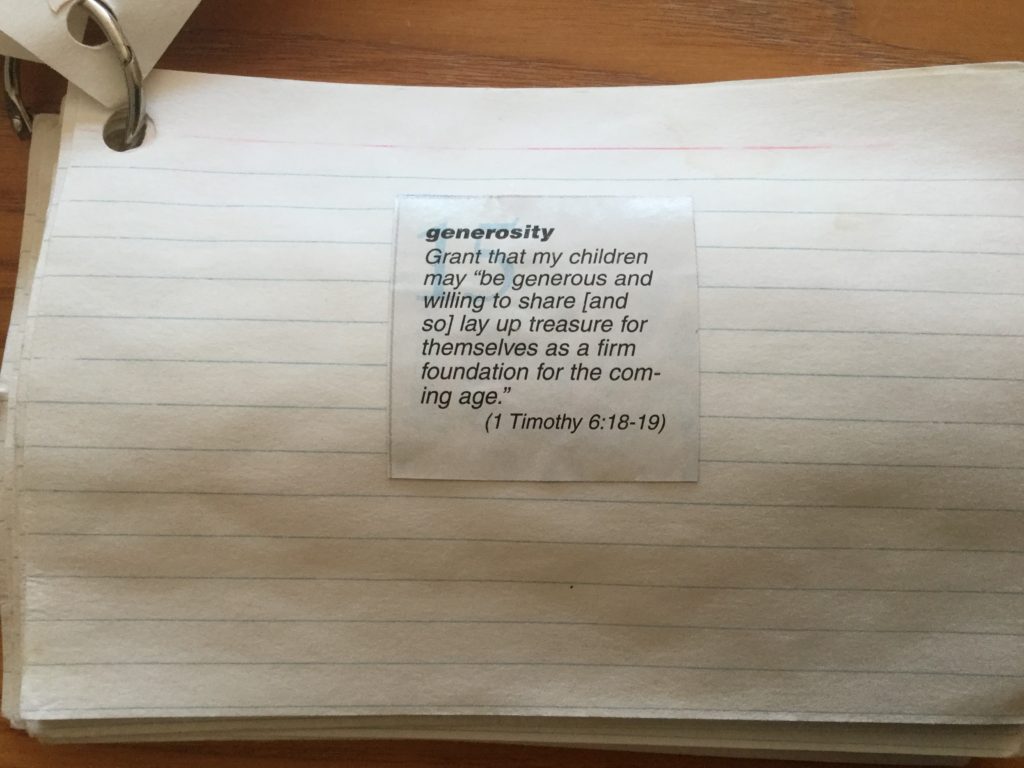 generosity
Grant that my children
may “be generous and
willing to share [and
so] lay up treasure for
themselves as a firm
foundation for the com-
ing age.”
(1 Timothy 6:18-19)
15